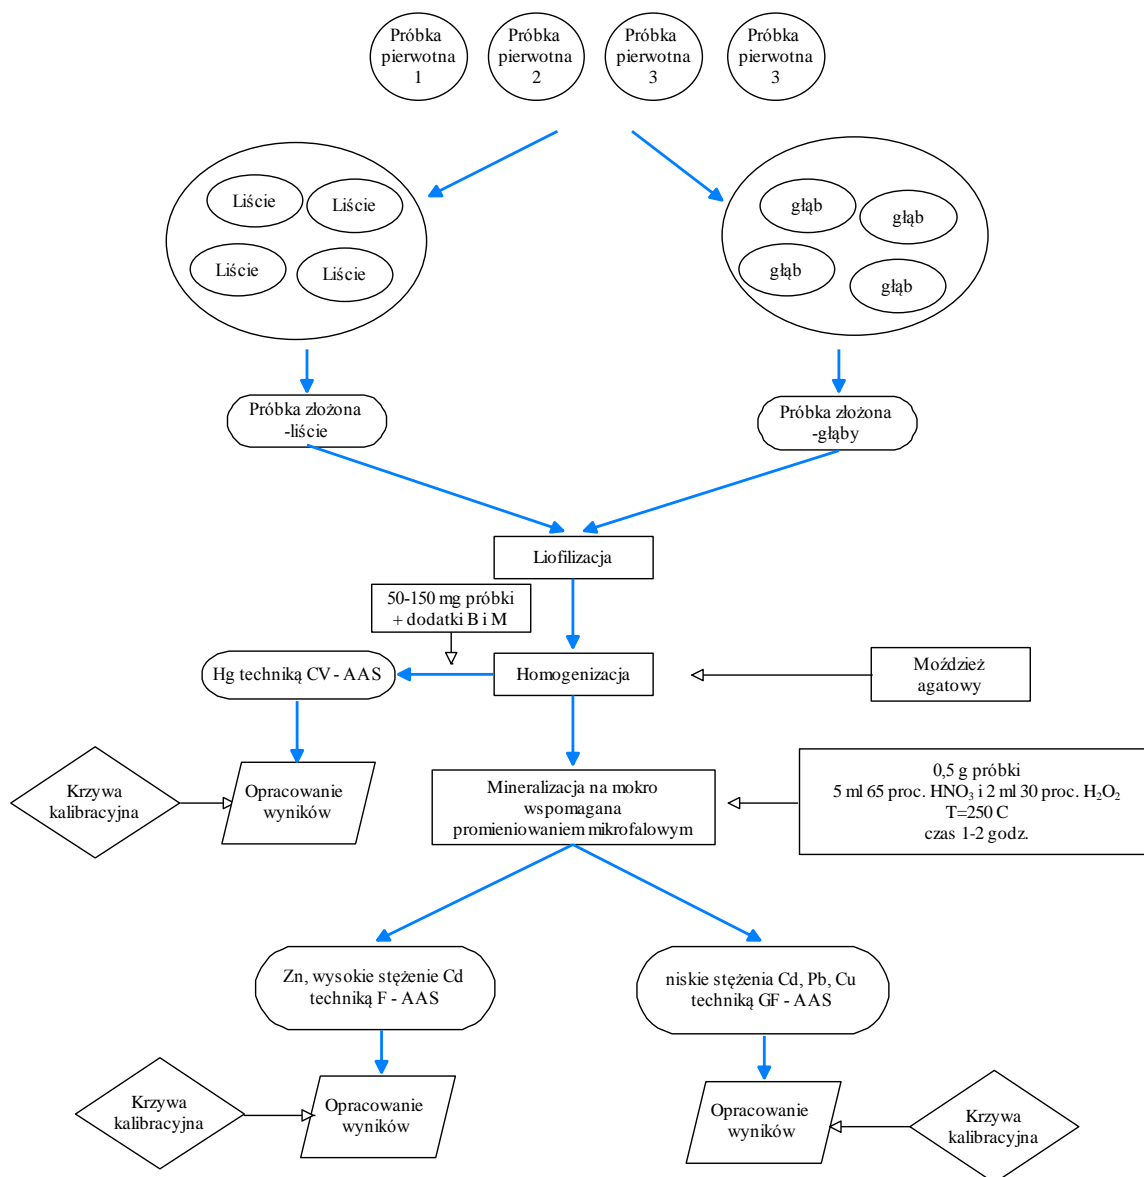 Próbka
pierwotna
1
Próbka
pierwotna
2
Próbka
pierwotna
3
Próbka
pierwotna
3
Liście
Liście
Liście
Liście
głąb
głąb
głąb
głąb
Próbka złożona
-liście
Próbka złożona
-głąby
Liofilizacja
50-150 mg próbki
+ dodatki B i M
Hg techniką CV - AAS
Homogenizacja
Moździeż
agatowy
Krzywa
kalibracyjna
Opracowanie
wyników
Mineralizacja na mokro
wspomagana
promieniowaniem mikrofalowym
0,5 g próbki
5 ml 65 proc. HNO₃ i 2 ml 30 proc. H₂O₂
T=250 C
czas 1-2 godz.
Zn, wysokie stężenie Cd
techniką F - AAS
niskie stężenia Cd, Pb, Cu
techniką GF - AAS
Krzywa
kalibracyjna
Opracowanie
wyników
Opracowanie
wyników
Krzywa
kalibracyjna